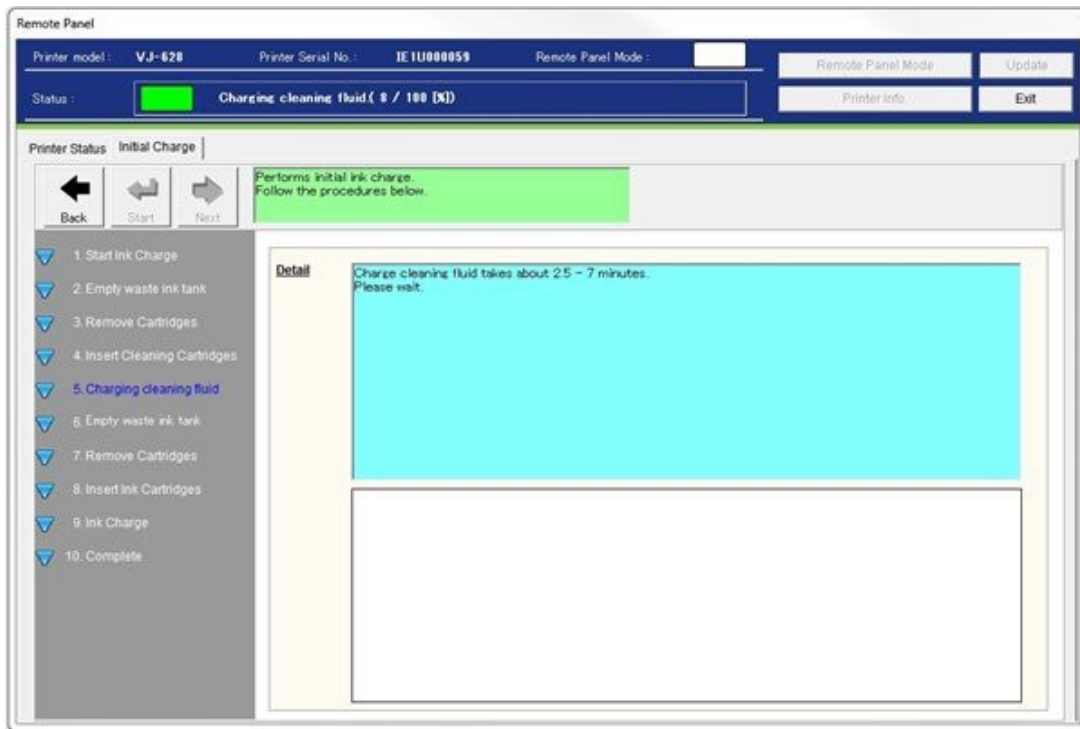 Remote Panel
Printer model : VJ-628 Printer Serial No. : IE1U000059 Remote Panel Mode :
Remote Panel Mode Update
Status : Charging cleaning fluid.( 8 / 100 [%])
Printer Info. Exit
Printer Status Initial Charge
Back Start Next
Performs initial ink charge.
Follow the procedures below.
1. Start Ink Charge
2. Empty waste ink tank
3. Remove Cartridges
4. Insert Cleaning Cartridges
5. Charging cleaning fluid
6. Empty waste ink tank
7. Remove Cartridges
8. Insert Ink Cartridges
9. Ink Charge
10. Complete
Detail
Charge cleaning fluid takes about 2.5 - 7 minutes.
Please wait.